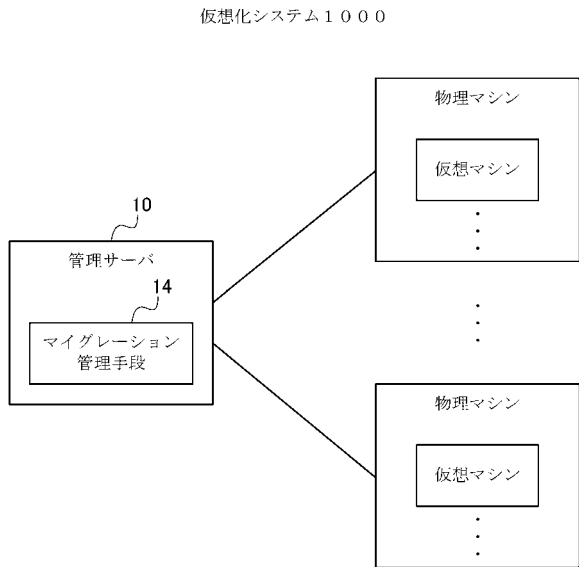 仮想化システム１０００
物理マシン
仮想マシン
10
管理サーバ
14
マイグレーション
管理手段
物理マシン
仮想マシン